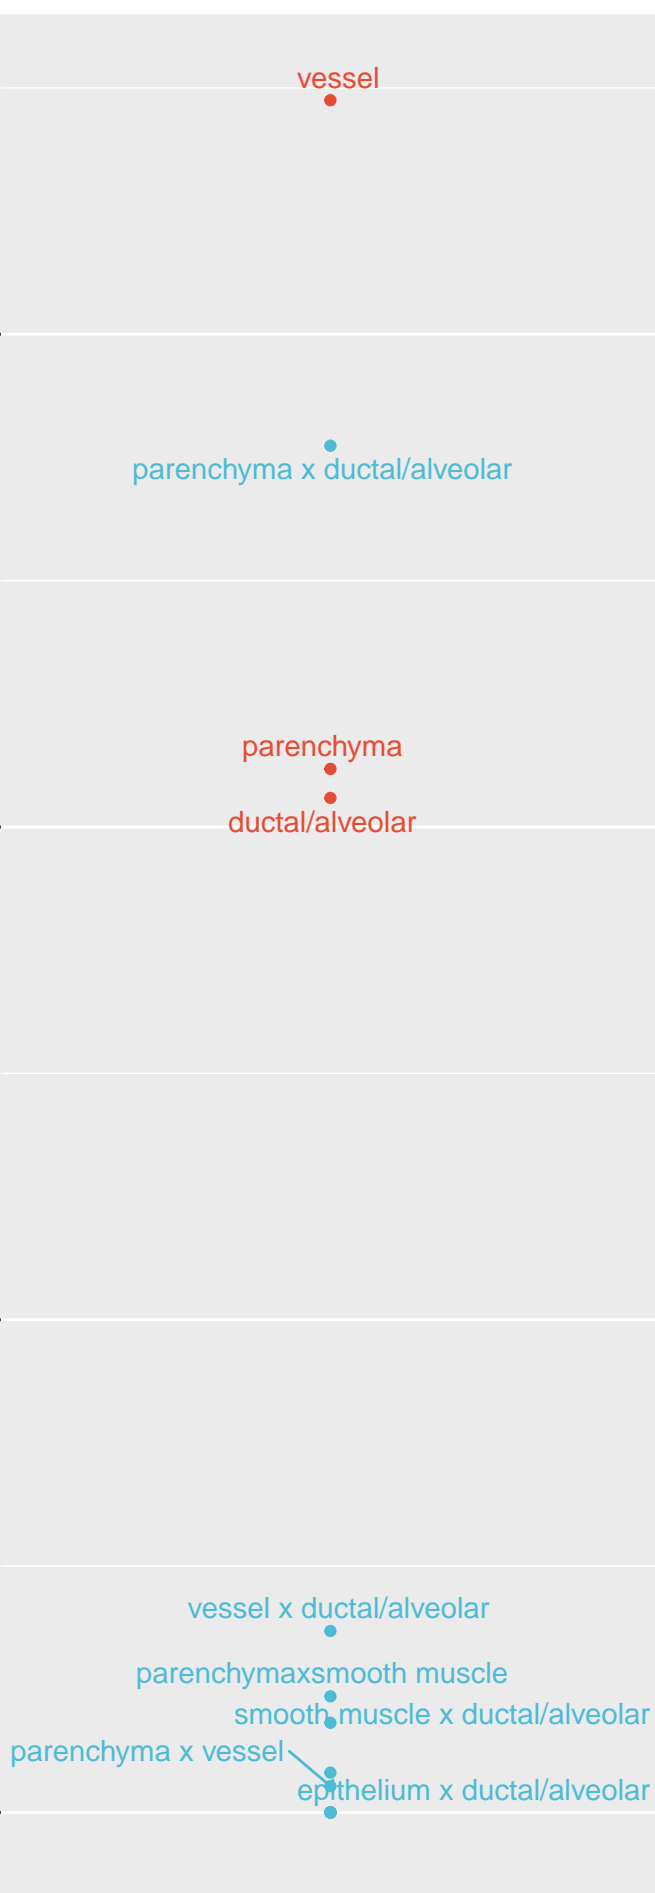 vessel
parenchyma x ductal/alveolar
parenchyma
ductal/alveolar
vessel x ductal/alveolar
parenchymaxsmooth muscle
smooth muscle x ductal/alveolar
parenchyma x vessel
epithelium x ductal/alveolar